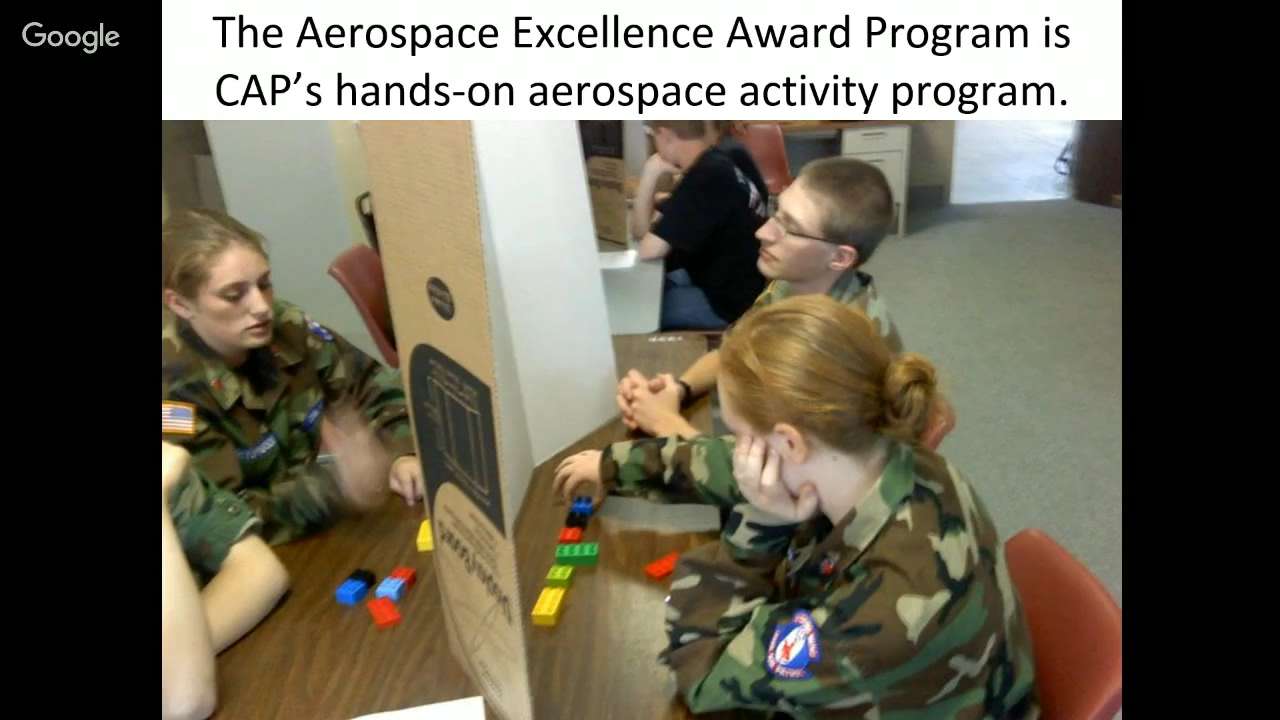 Google
The Aerospace Excellence Award Program is
CAP’s hands-on aerospace activity program.